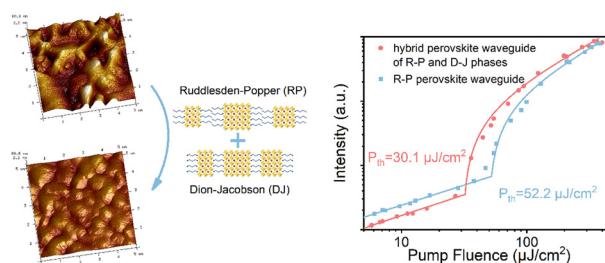 Ruddlesden-Popper (RP)
Dion-Jacobson (DJ)
Intensity (a.u.)
hybrid perovskite waveguide
of R-P and D-J phases
R-P perovskite waveguide
Pth=30.1 μJ/cm²
Pth=52.2 μJ/cm²
10
100
Pump Fluence (μJ/cm²)